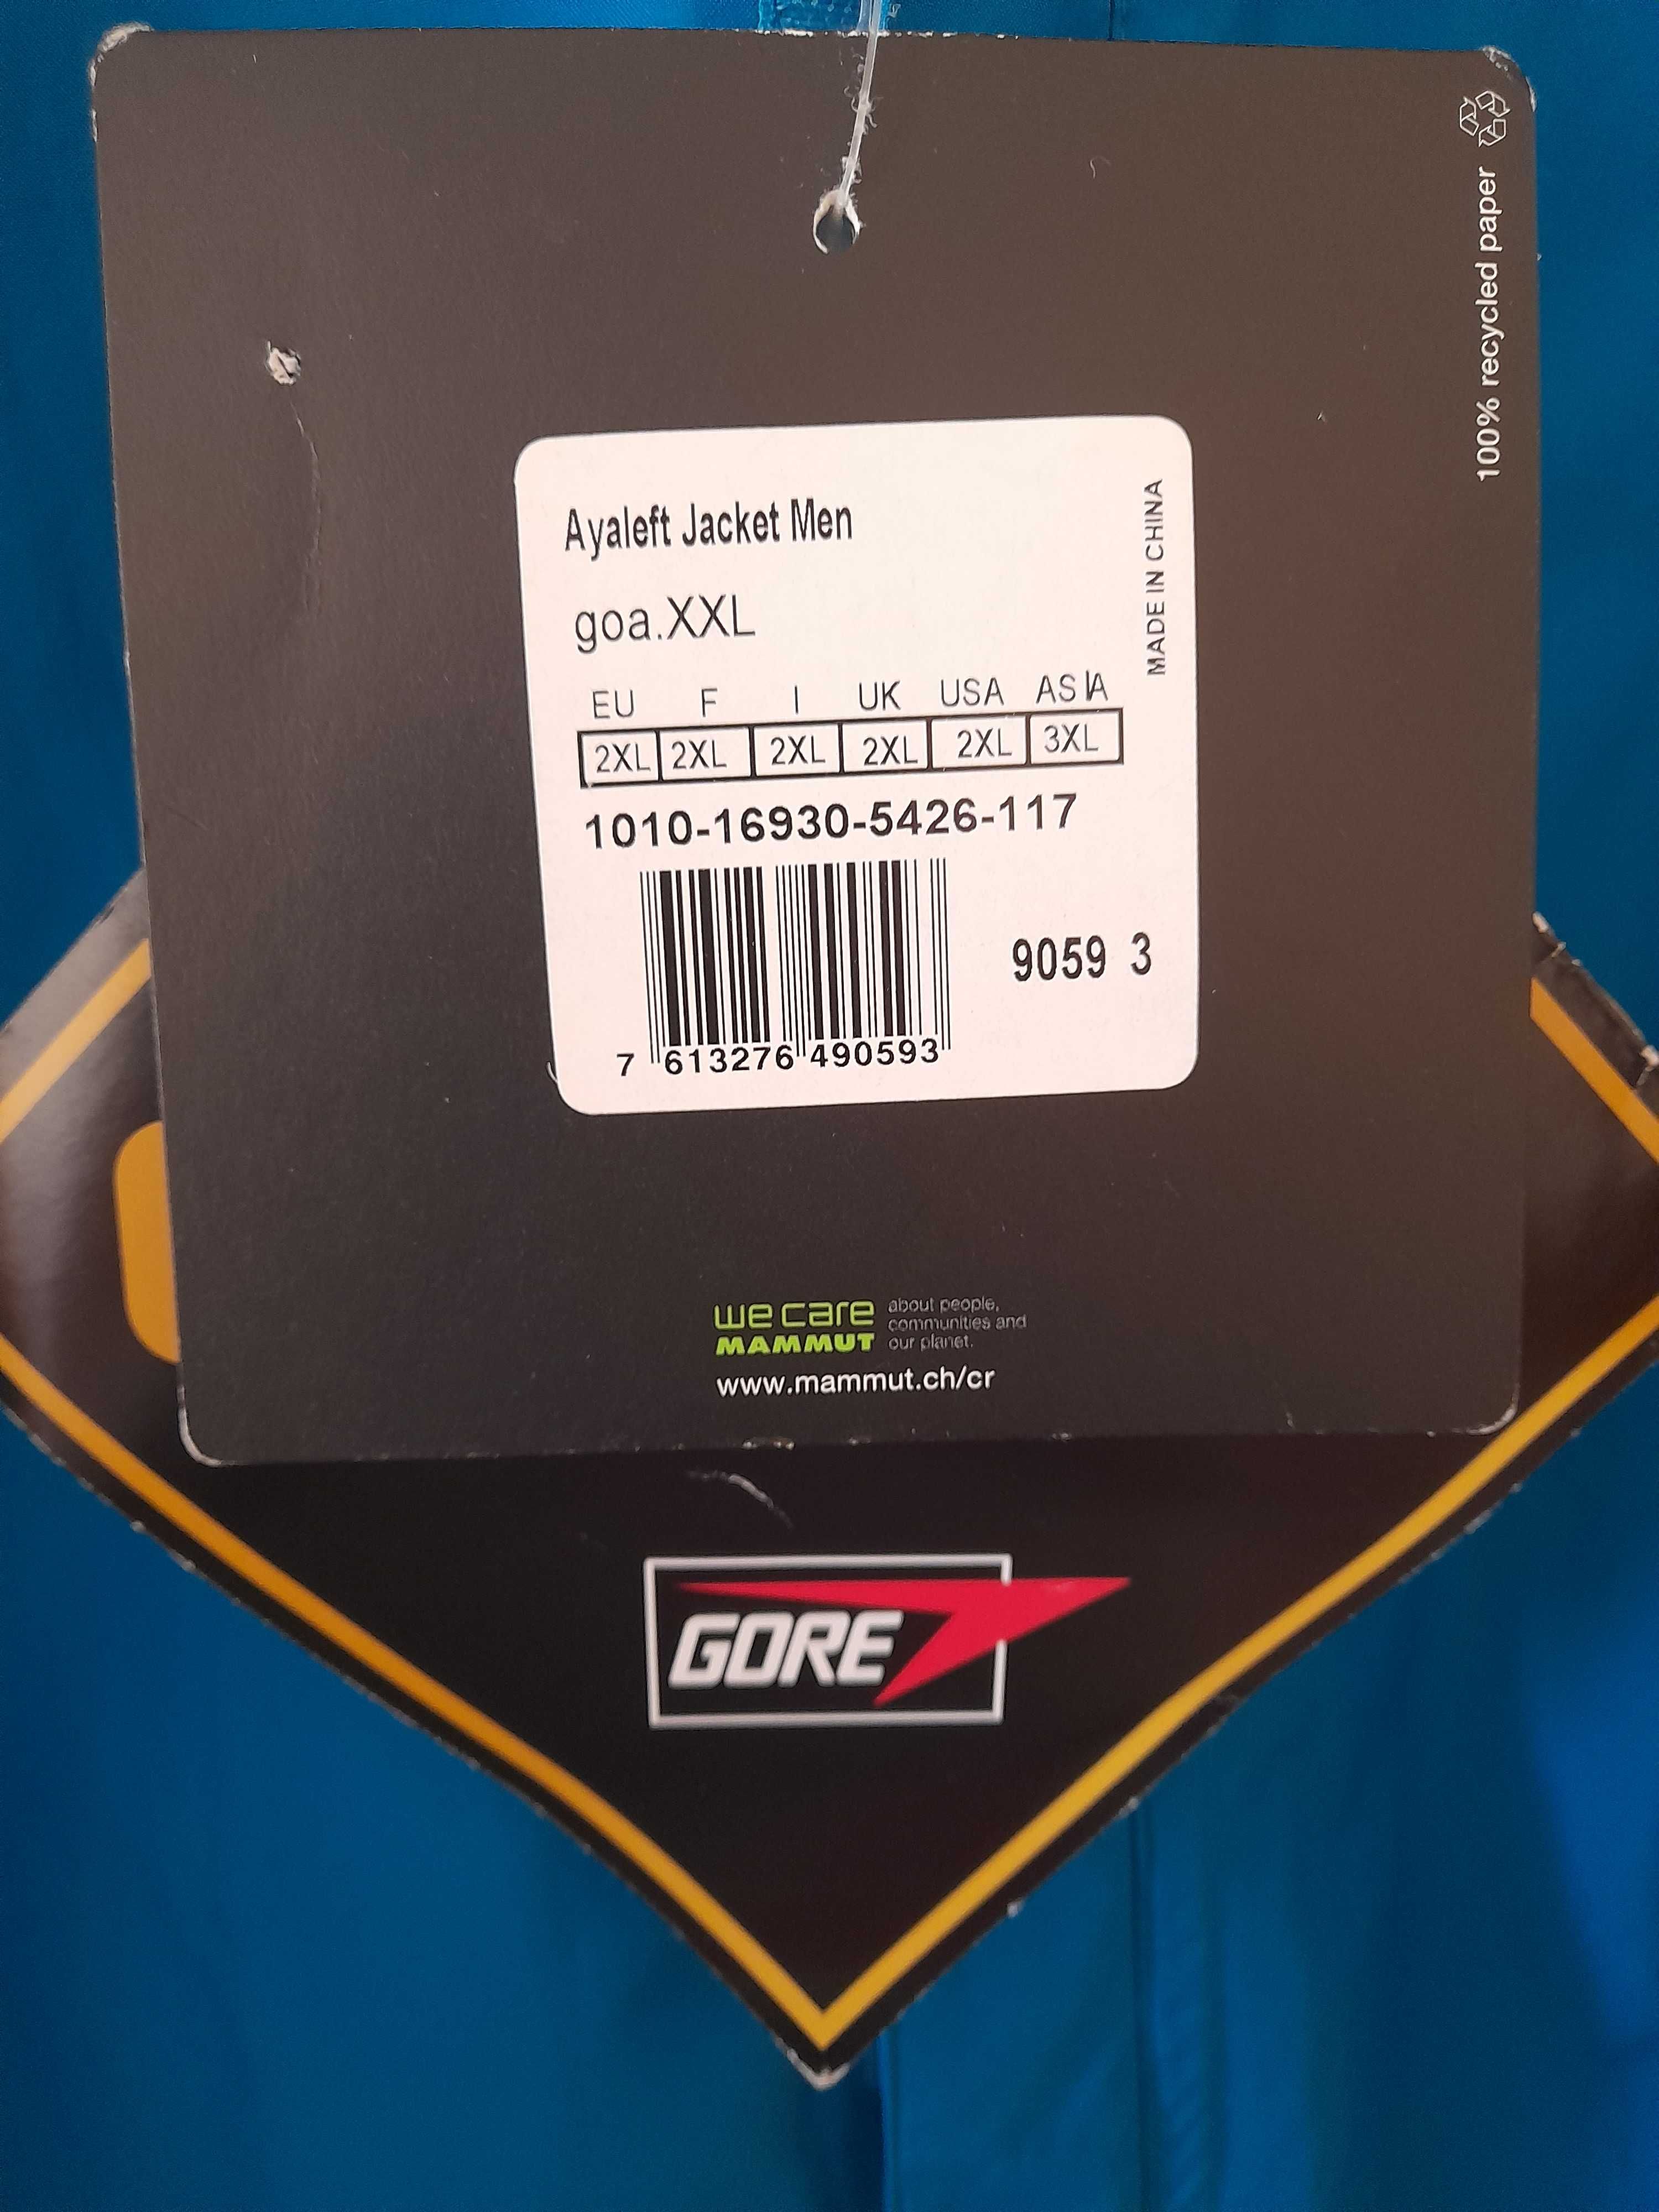 100% recycled paper
Ayaleft Jacket Men
MADE IN CHINA
goa.XXL
EU F I UK USA ASIA
2XL 2XL 2XL 2XL 2XL 3XL
1010-16930-5426-117
9059 3
7 613276 490593
we care
MAMMUT
about people,
communities and
our planet.
www.mammut.ch/cr
GORE